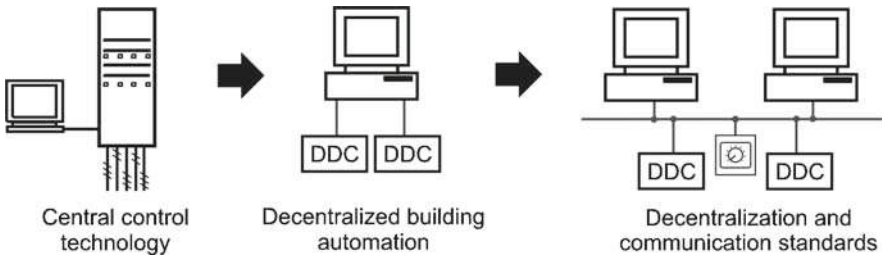 DDC DDC
DDC DDC
Central control
technology
Decentralized building
automation
Decentralization and
communication standards